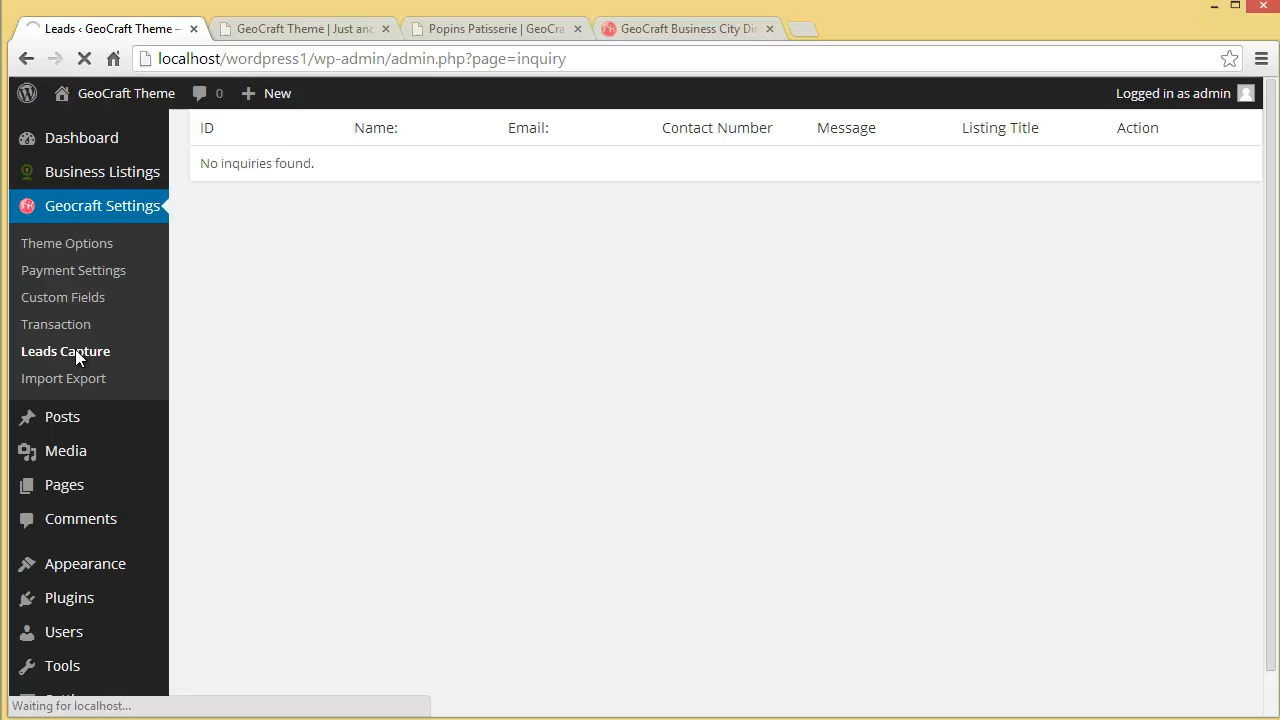 Leads ‹ GeoCraft Theme –
GeoCraft Theme | Just an
Popins Patisserie | GeoCra
GeoCraft Business City Di
localhost/wordpress1/wp-admin/admin.php?page=inquiry
GeoCraft Theme 0 New Logged in as admin
Dashboard
Business Listings
Geocraft Settings
Theme Options
Payment Settings
Custom Fields
Transaction
Leads Capture
Import Export
Posts
Media
Pages
Comments
Appearance
Plugins
Users
Tools
ID Name: Email: Contact Number Message Listing Title Action
No inquiries found.
Waiting for localhost...